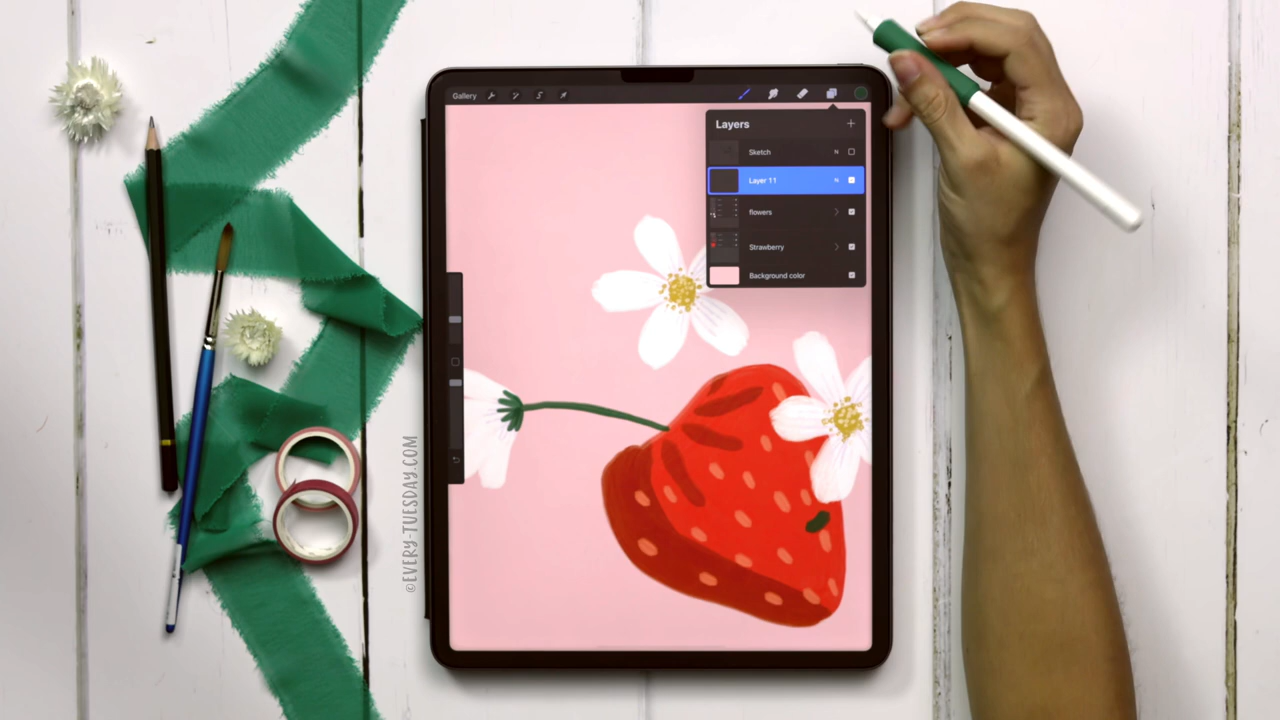 Gallery
Layers
Sketch N
Layer 11 N
flowers
Strawberry
Background color
©EVERY-TUESDAY.COM